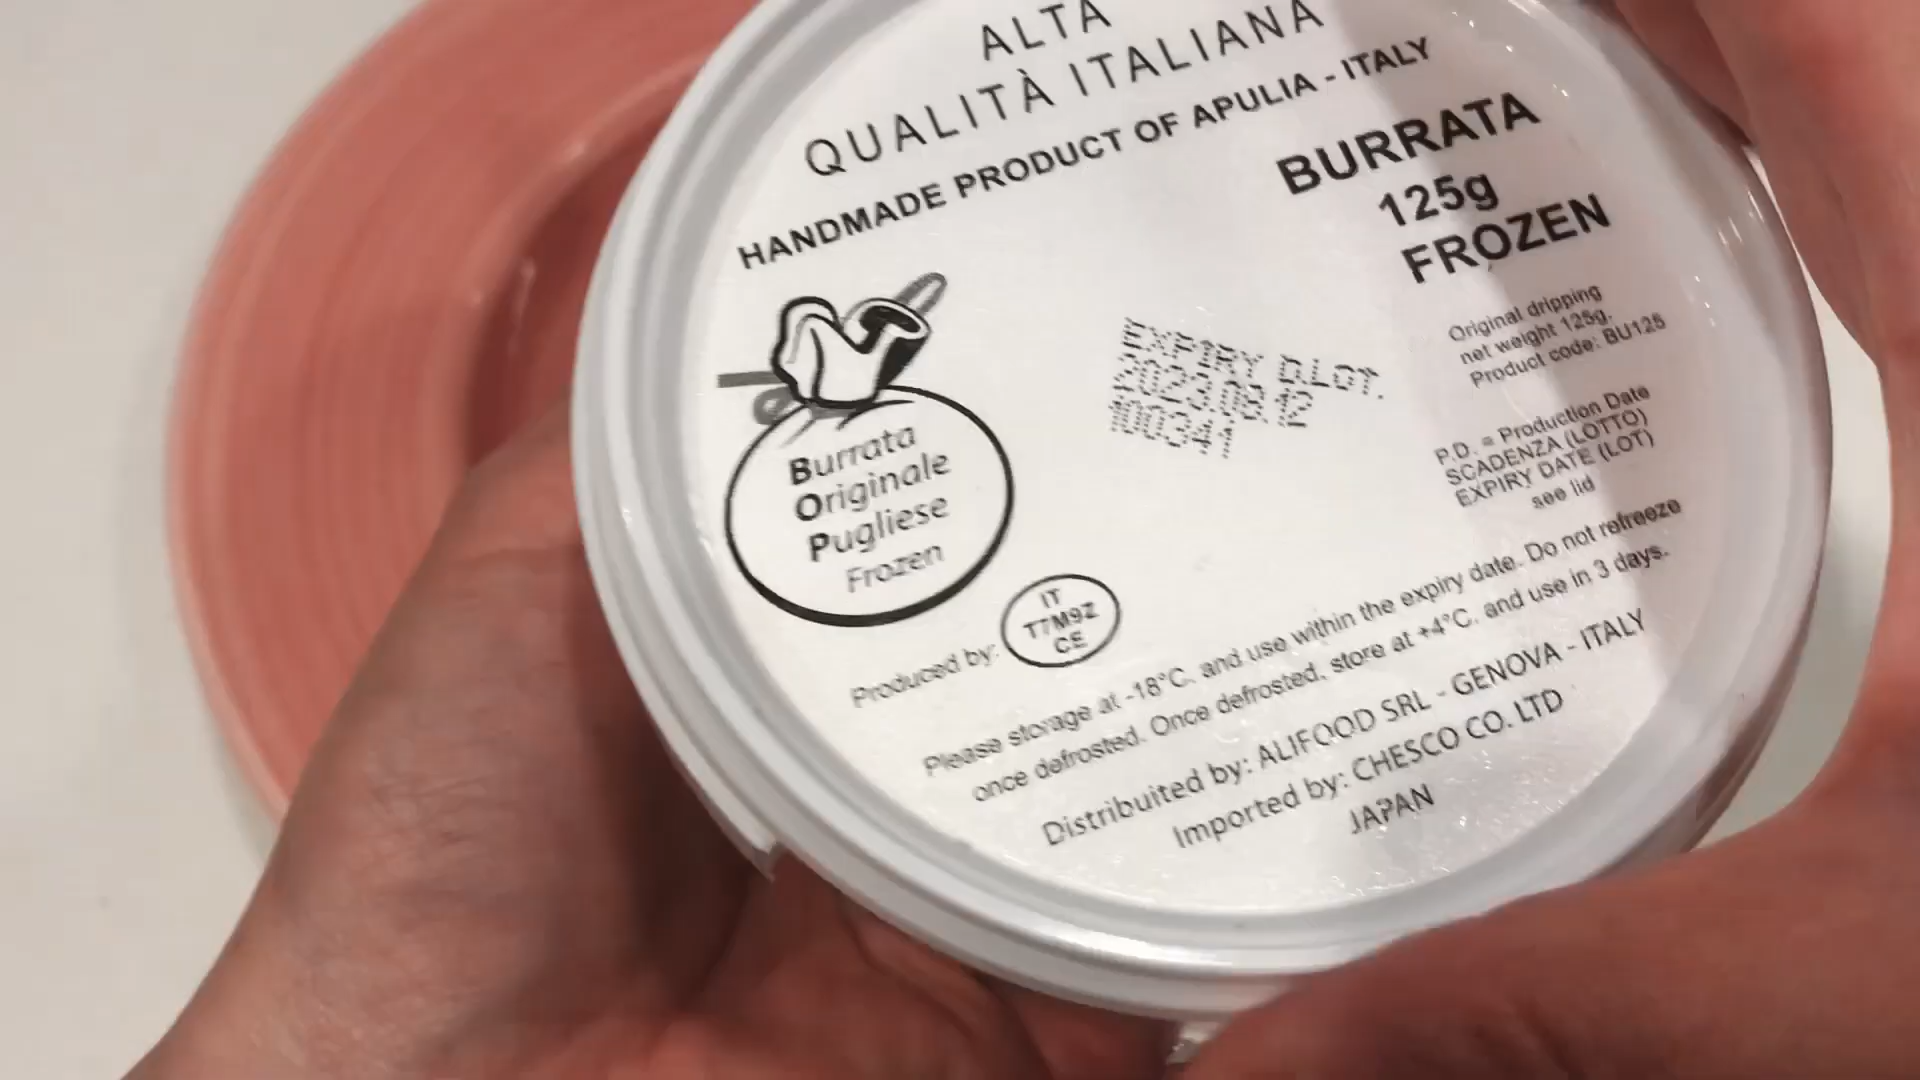 ALTA
QUALITÀ ITALIANA
HANDMADE PRODUCT OF APULIA - ITALY
BURRATA
125g
FROZEN
Original dripping
net weight 125g.
Product code: BU125
EXPIRY D.LOT.
2023.08.12
100341
P.D. = Production Date
SCADENZA (LOTTO)
EXPIRY DATE (LOT)
see lid
Burrata
Originale
Pugliese
Frozen
Produced by:
IT
T7M9Z
CE
Please storage at -18°C. and use within the expiry date. Do not refreeze
once defrosted. Once defrosted, store at +4°C. and use in 3 days.
Distribuited by: ALIFOOD SRL - GENOVA - ITALY
Imported by: CHESCO CO. LTD
JAPAN